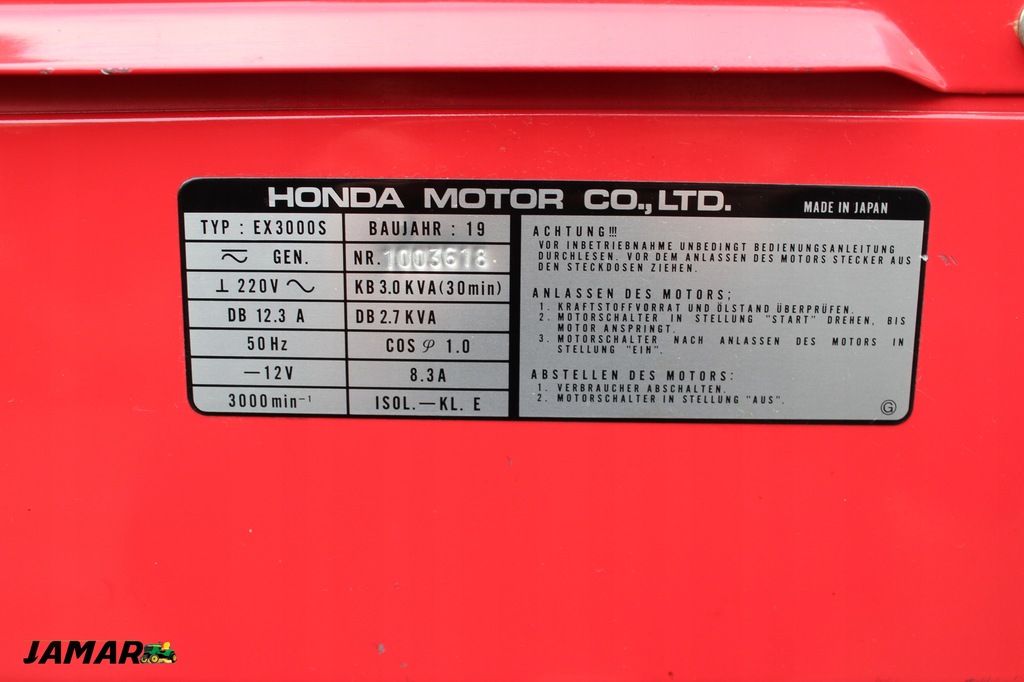 HONDA MOTOR CO., LTD.
MADE IN JAPAN
TYP : EX3000S
BAUJAHR : 19
GEN.
NR. 1003618
⊥ 220V ∼
KB 3.0 KVA (30min)
DB 12.3 A
DB 2.7 KVA
50 Hz
COS φ 1.0
—12V
8.3A
3000min⁻¹
ISOL.—KL. E
ACHTUNG!!!
VOR INBETRIEBNAHME UNBEDINGT BEDIENUNGSANLEITUNG
DURCHLESEN. VOR DEM ANLASSEN DES MOTORS STECKER AUS
DEN STECKDOSEN ZIEHEN.
ANLASSEN DES MOTORS;
1. KRAFTSTOFFVORRAT UND ÖLSTAND ÜBERPRÜFEN.
2. MOTORSCHALTER IN STELLUNG "START" DREHEN, BIS
MOTOR ANSPRINGT.
3. MOTORSCHALTER NACH ANLASSEN DES MOTORS IN
STELLUNG "EIN".
ABSTELLEN DES MOTORS:
1. VERBRAUCHER ABSCHALTEN.
2. MOTORSCHALTER IN STELLUNG "AUS".
Ⓖ
JAMAR